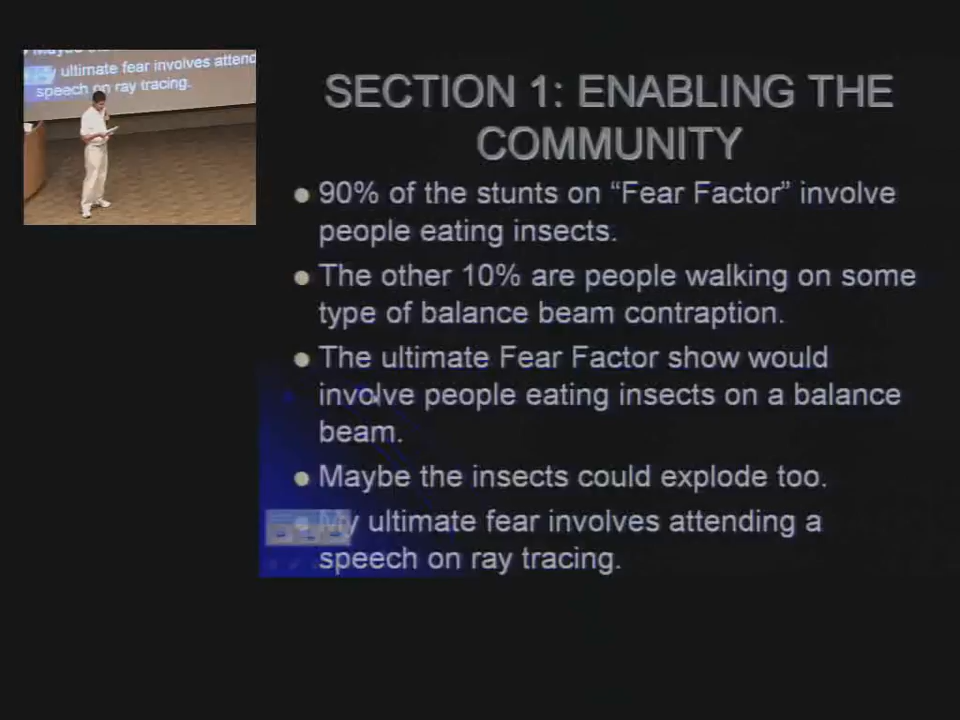 Maybe the
My ultimate fear involves attend
speech on ray tracing.
SECTION 1: ENABLING THE
COMMUNITY
90% of the stunts on “Fear Factor” involve
people eating insects.
The other 10% are people walking on some
type of balance beam contraption.
The ultimate Fear Factor show would
involve people eating insects on a balance
beam.
Maybe the insects could explode too.
My ultimate fear involves attending a
speech on ray tracing.